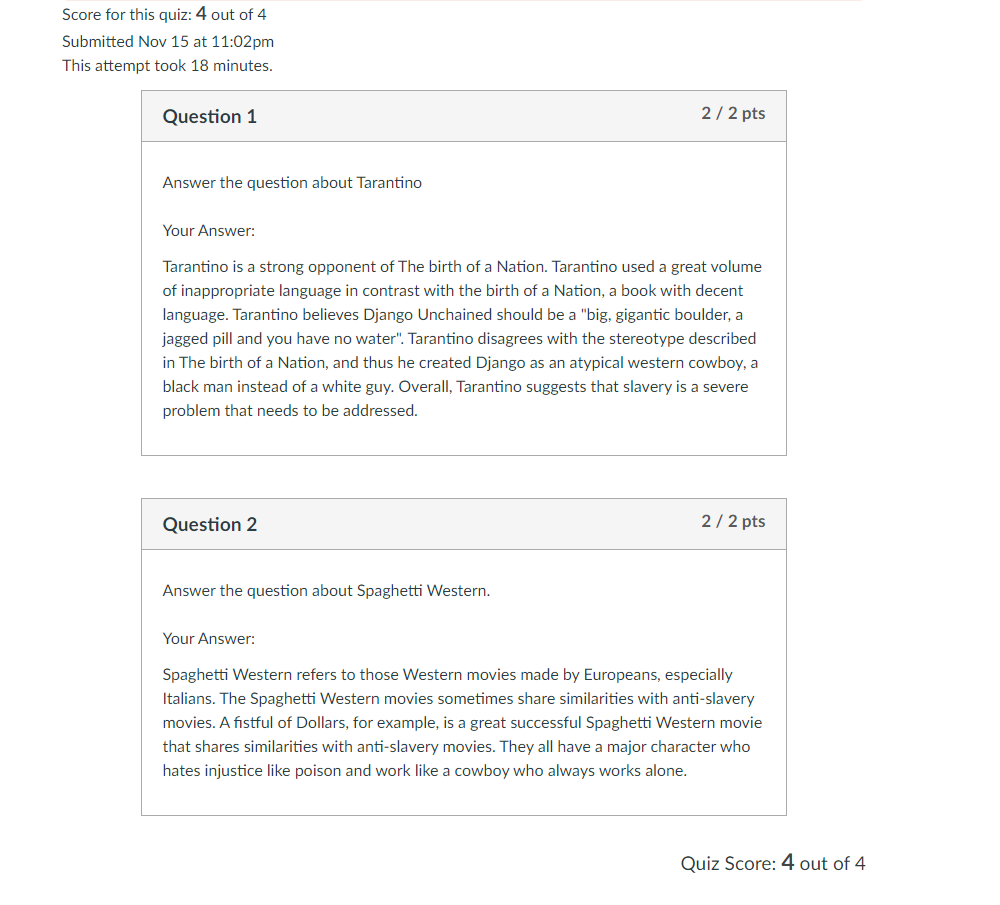 Score for this quiz: 4 out of 4
Submitted Nov 15 at 11:02pm
This attempt took 18 minutes.
Question 1
2 / 2 pts
Answer the question about Tarantino
Your Answer:
Tarantino is a strong opponent of The birth of a Nation. Tarantino used a great volume
of inappropriate language in contrast with the birth of a Nation, a book with decent
language. Tarantino believes Django Unchained should be a "big, gigantic boulder, a
jagged pill and you have no water". Tarantino disagrees with the stereotype described
in The birth of a Nation, and thus he created Django as an atypical western cowboy, a
black man instead of a white guy. Overall, Tarantino suggests that slavery is a severe
problem that needs to be addressed.
Question 2
2 / 2 pts
Answer the question about Spaghetti Western.
Your Answer:
Spaghetti Western refers to those Western movies made by Europeans, especially
Italians. The Spaghetti Western movies sometimes share similarities with anti-slavery
movies. A fistful of Dollars, for example, is a great successful Spaghetti Western movie
that shares similarities with anti-slavery movies. They all have a major character who
hates injustice like poison and work like a cowboy who always works alone.
Quiz Score: 4 out of 4